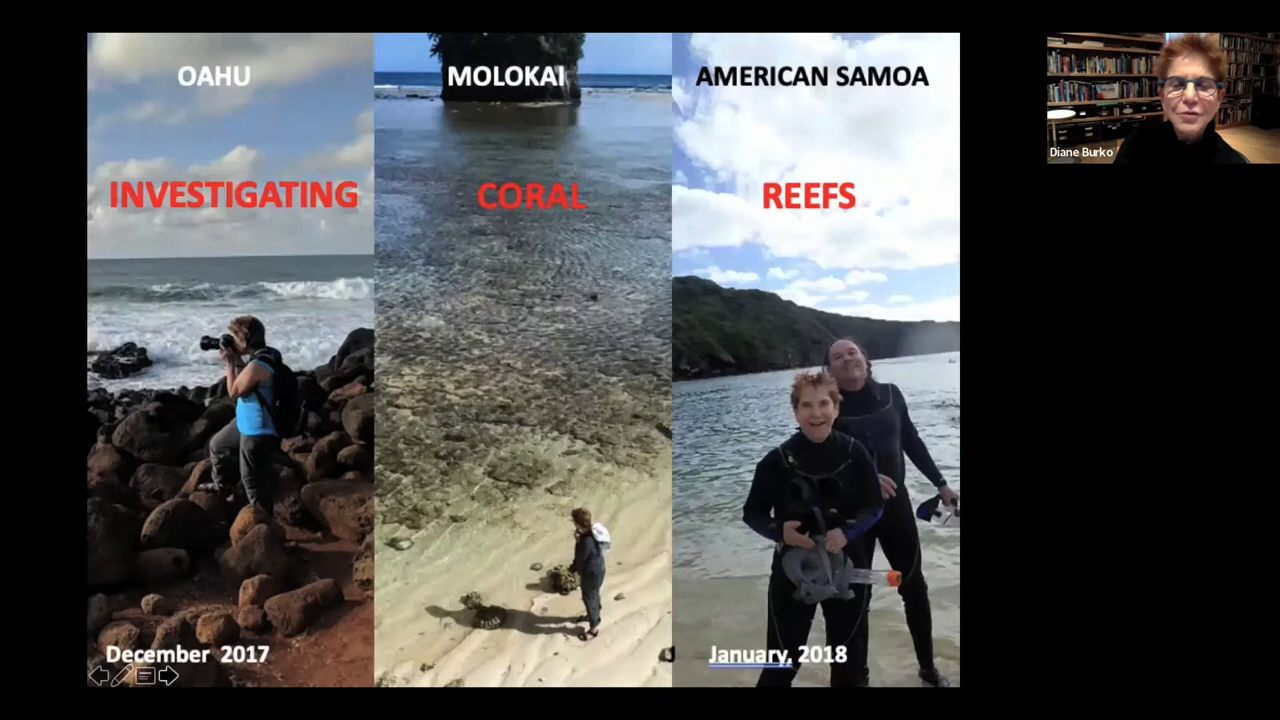 OAHU
MOLOKAI
AMERICAN SAMOA
INVESTIGATING
CORAL
REEFS
December 2017
January, 2018
Diane Burko